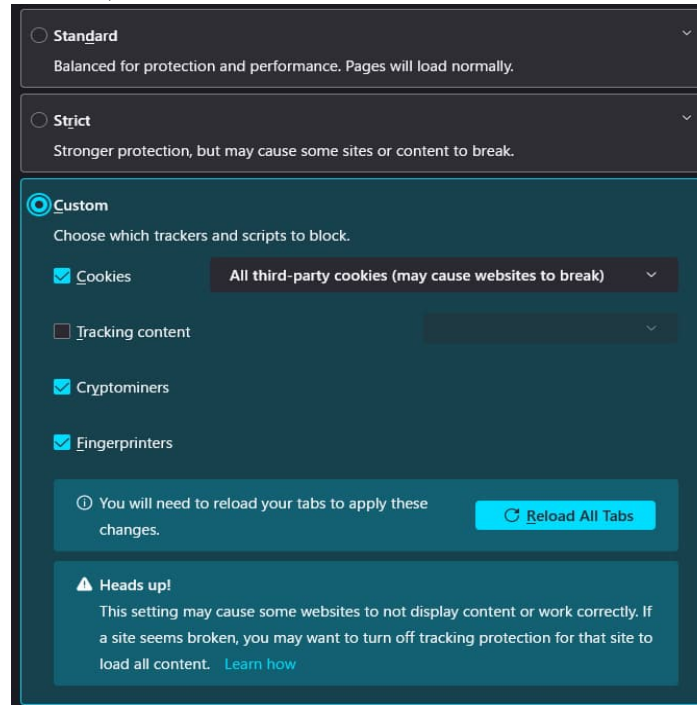 Standard
Balanced for protection and performance. Pages will load normally.
Strict
Stronger protection, but may cause some sites or content to break.
Custom
Choose which trackers and scripts to block.
Cookies All third-party cookies (may cause websites to break)
Tracking content
Cryptominers
Fingerprinters
You will need to reload your tabs to apply these
changes.
Reload All Tabs
Heads up!
This setting may cause some websites to not display content or work correctly. If
a site seems broken, you may want to turn off tracking protection for that site to
load all content. Learn how